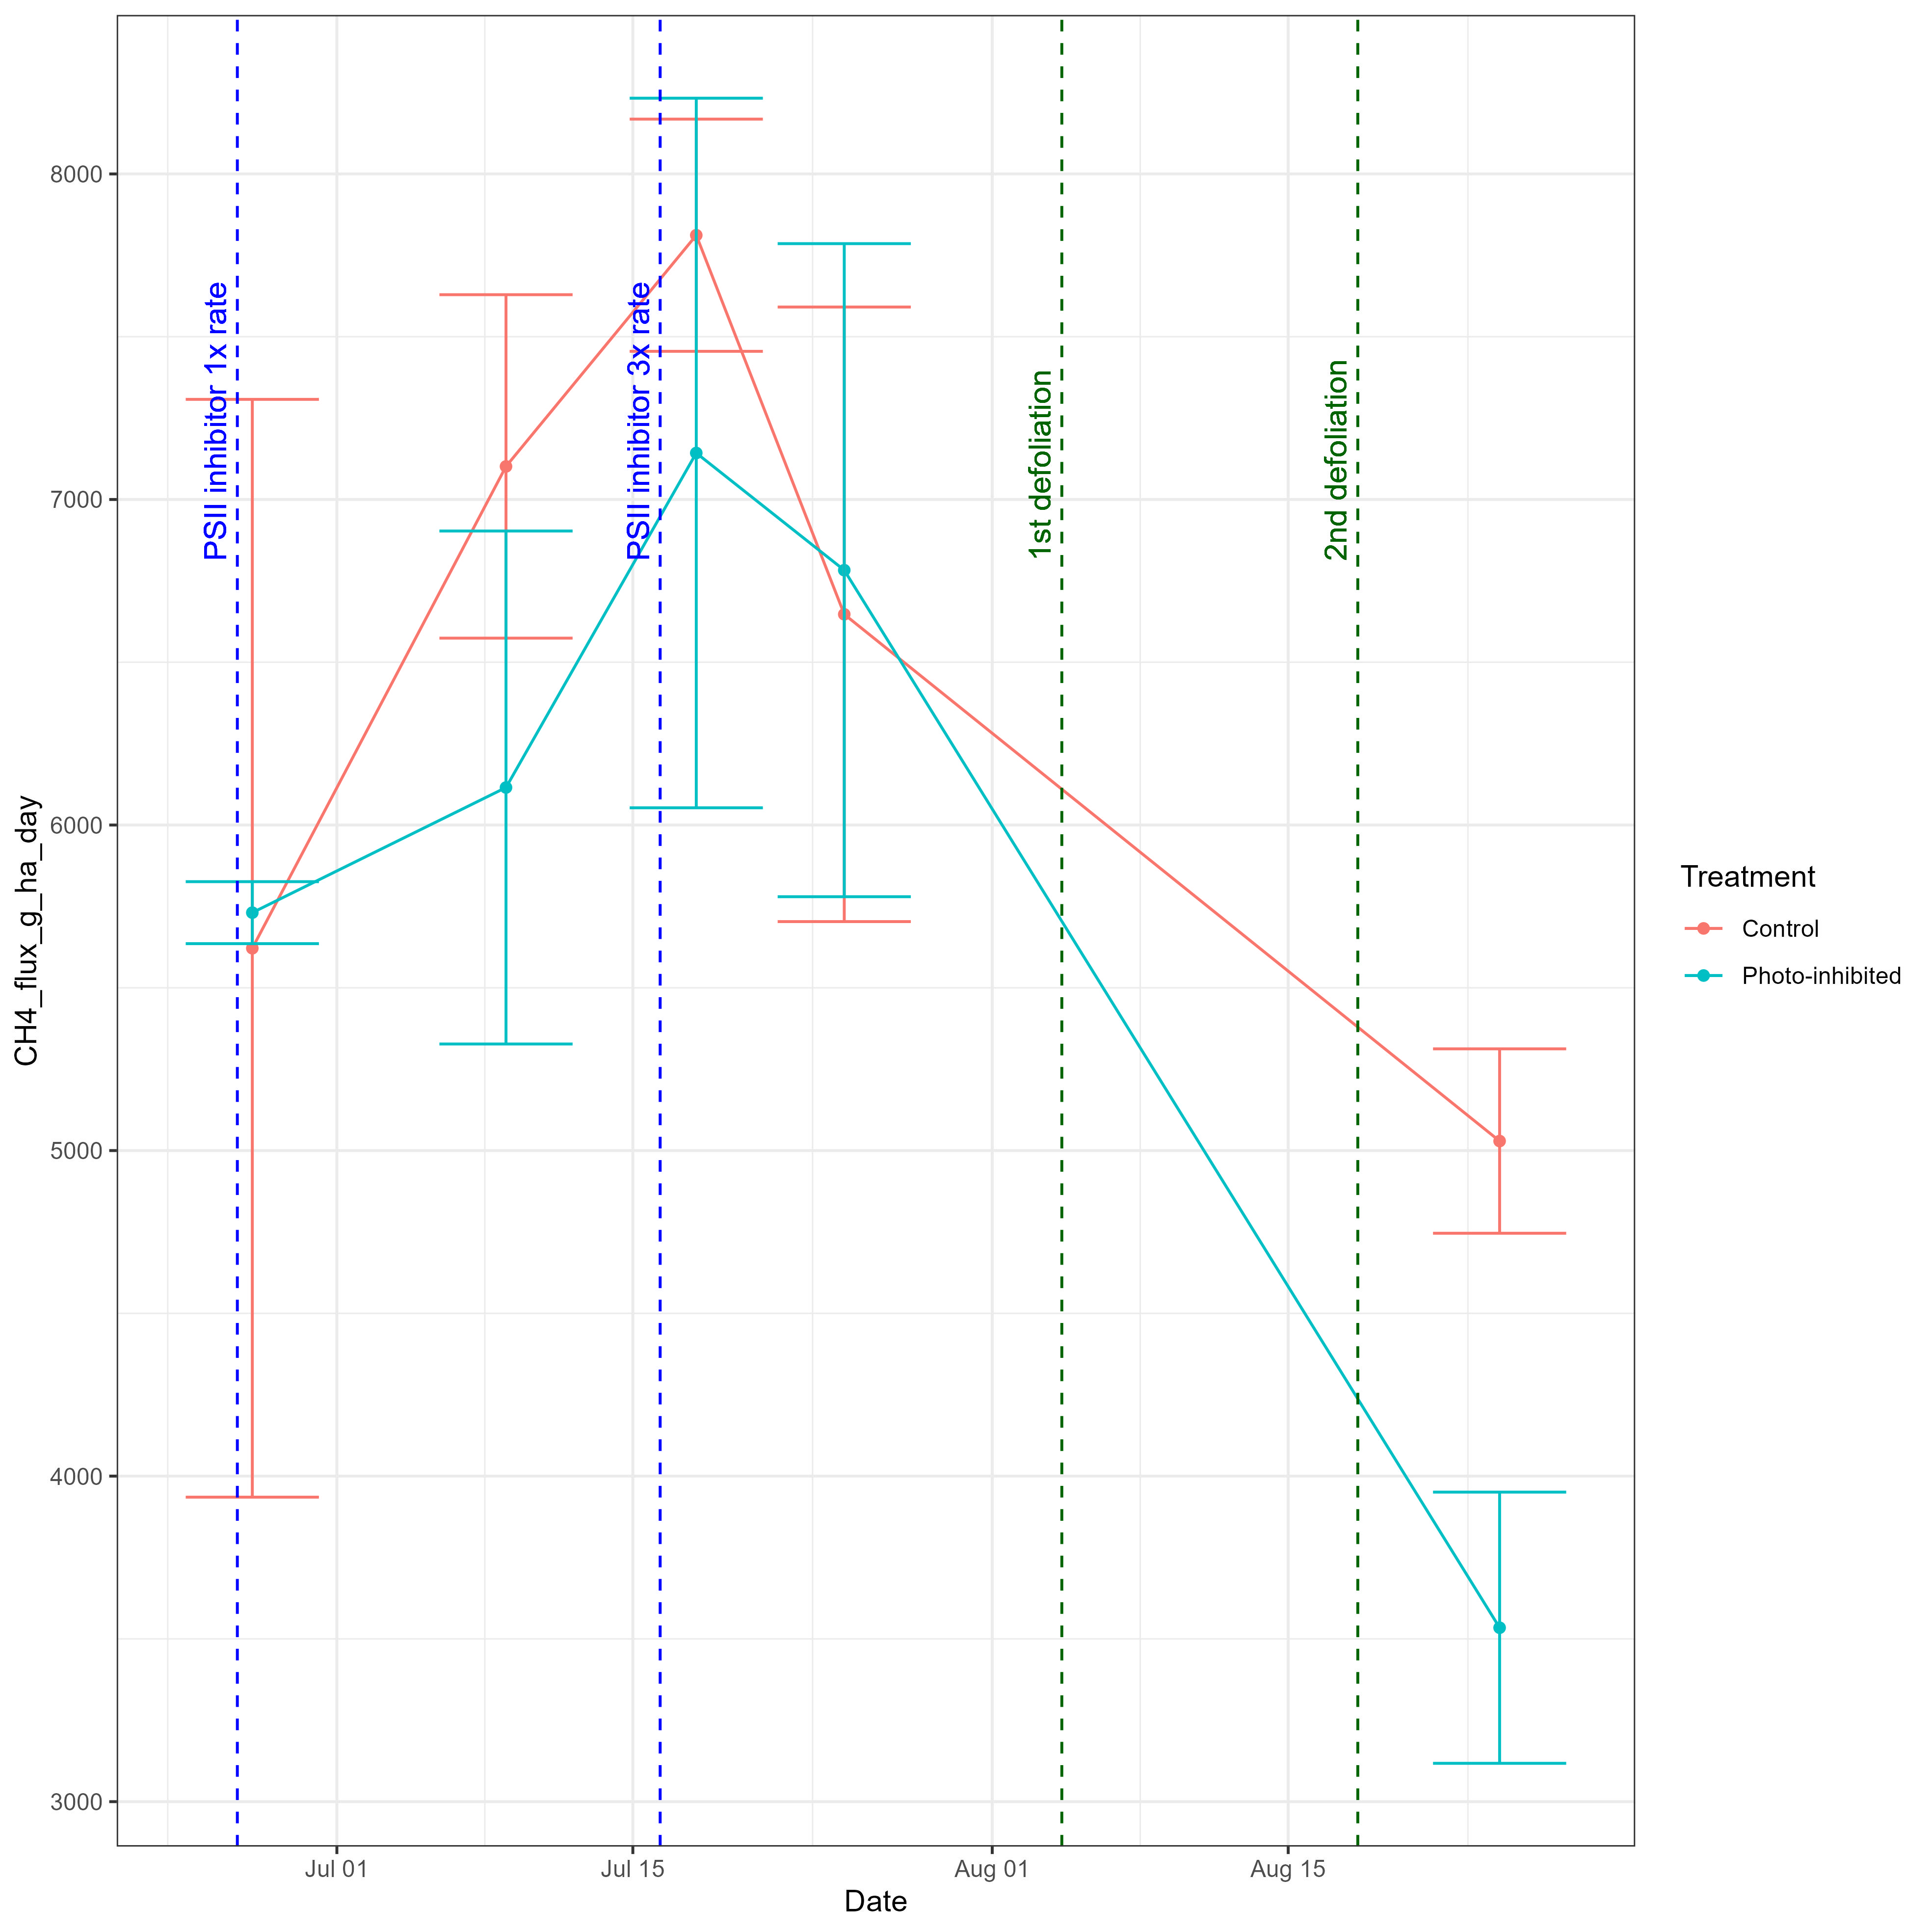 CH4_flux_g_ha_day
8000
7000
6000
5000
4000
3000
PSII inhibitor 1x rate
PSII inhibitor 3x rate
1st defoliation
2nd defoliation
Jul 01
Jul 15
Aug 01
Aug 15
Date
Treatment
Control
Photo-inhibited